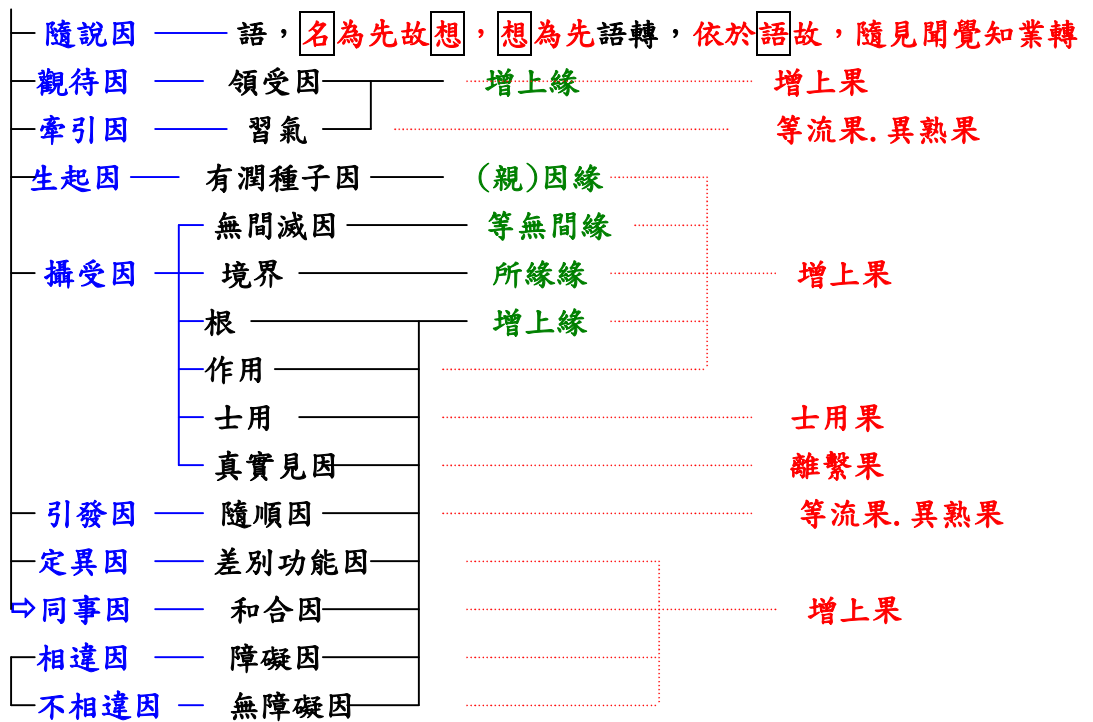 隨說因 語，名為先故想，想為先語轉，依於語故，隨見聞覺知業轉
觀待因 領受因 增上緣 增上果
牽引因 習氣 等流果.異熟果
生起因 有潤種子因 (親)因緣
無間滅因 等無間緣
攝受因 境界 所緣緣 增上果
根 增上緣
作用
士用 士用果
真實見因 離繫果
引發因 隨順因 等流果.異熟果
定異因 差別功能因
⇨同事因 和合因 增上果
相違因 障礙因
不相違因 無障礙因